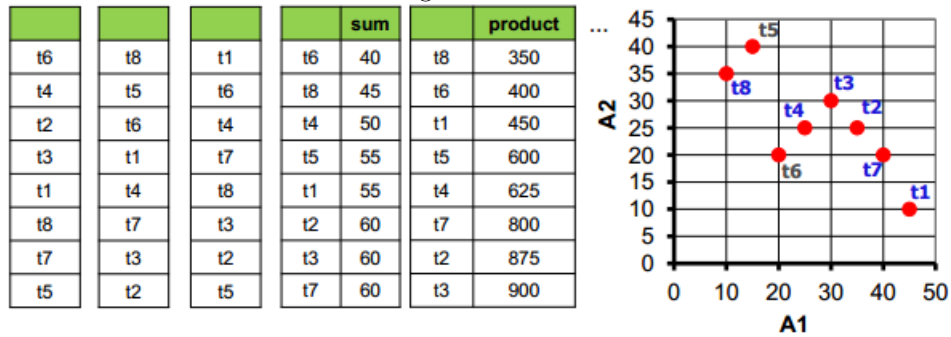 sum product ...
t6 t8 t1 t6 40 t8 350
t4 t5 t6 t8 45 t6 400
t2 t6 t4 t4 50 t1 450
t3 t1 t7 t5 55 t5 600
t1 t4 t8 t1 55 t4 625
t8 t7 t3 t2 60 t7 800
t7 t3 t2 t3 60 t2 875
t5 t2 t5 t7 60 t3 900
A2
45
40
35
30
25
20
15
10
5
0
t5
t8
t3
t4 t2
t6 t7
t1
0 10 20 30 40 50
A1